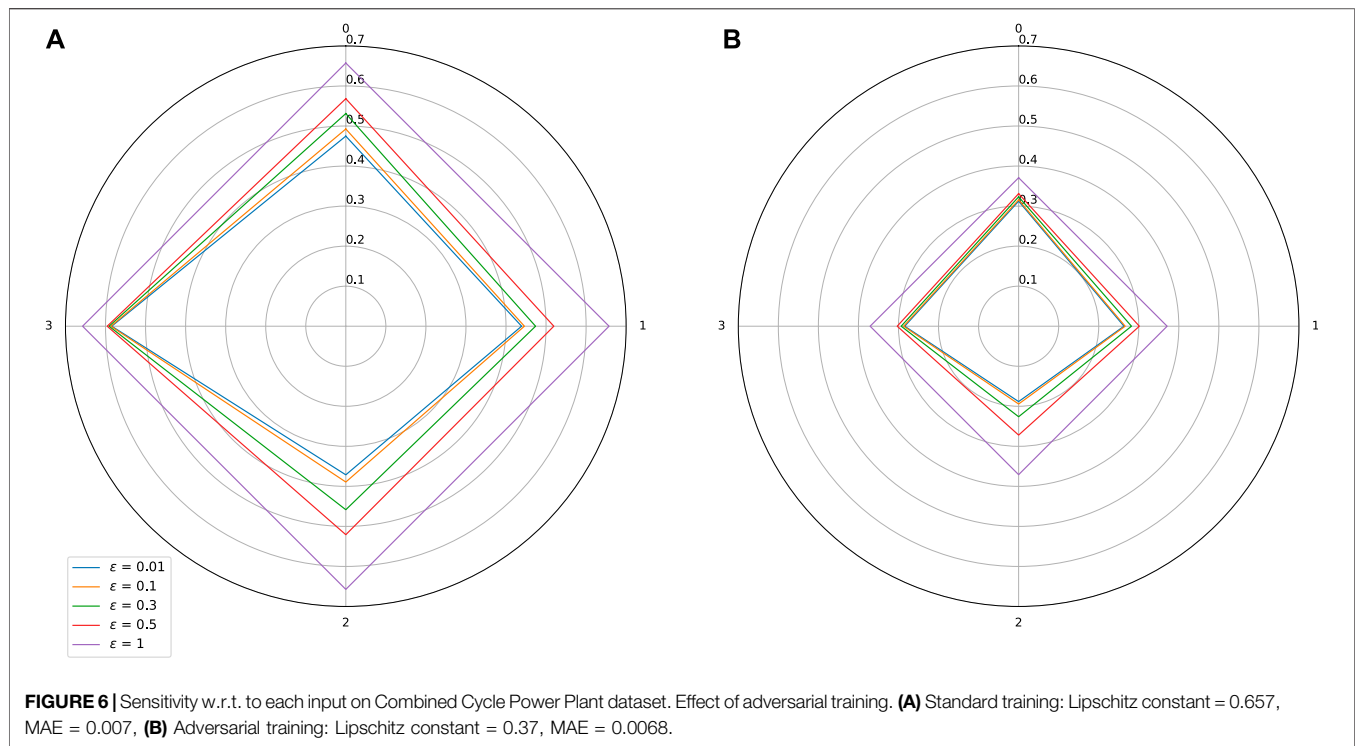 A
0
0.7
0.6
0.5
0.4
0.3
0.2
0.1
3
1
2
ε = 0.01
ε = 0.1
ε = 0.3
ε = 0.5
ε = 1
B
0
0.7
0.6
0.5
0.4
0.3
0.2
0.1
3
1
2
FIGURE 6 | Sensitivity w.r.t. to each input on Combined Cycle Power Plant dataset. Effect of adversarial training. (A) Standard training: Lipschitz constant = 0.657,
MAE = 0.007, (B) Adversarial training: Lipschitz constant = 0.37, MAE = 0.0068.